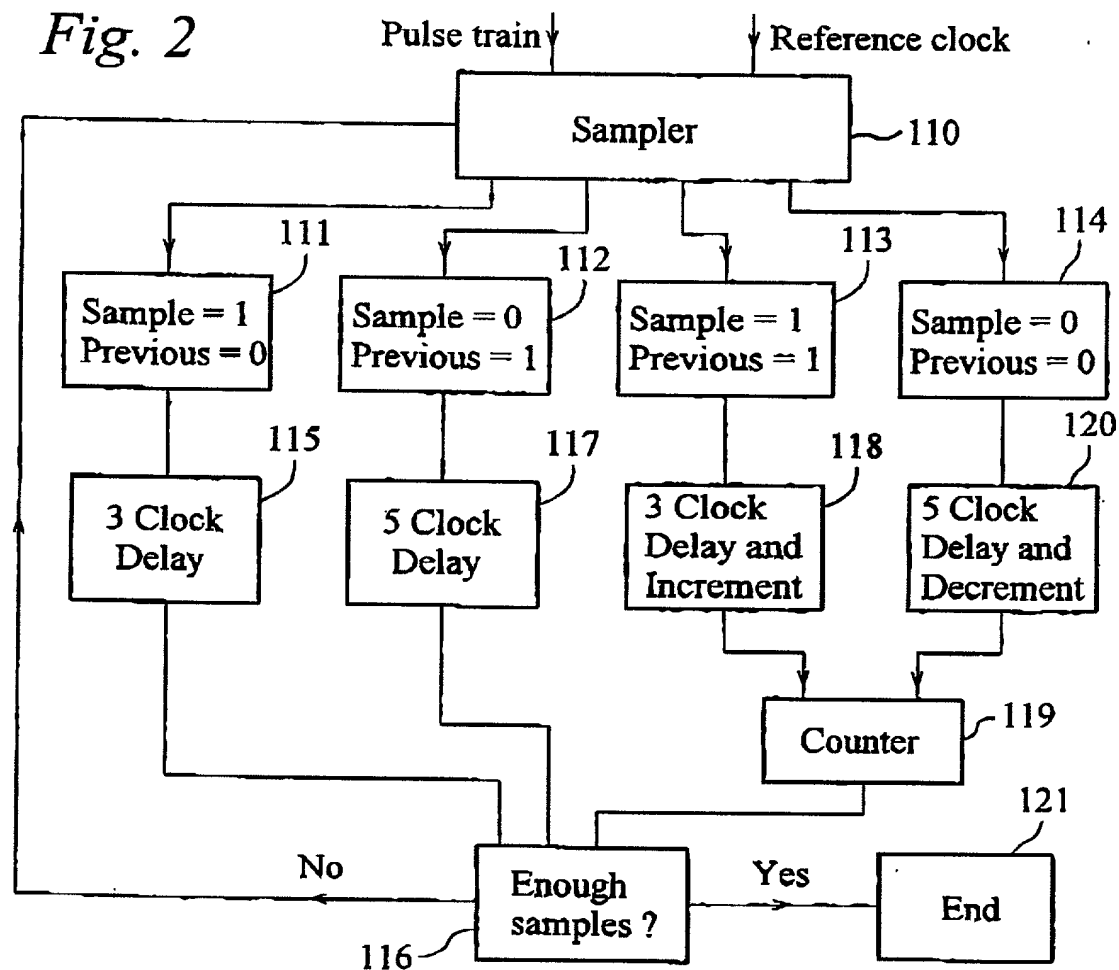 Fig. 2
Pulse train
Reference clock
Sampler
110
111
112
113
114
Sample = 1
Previous = 0
Sample = 0
Previous = 1
Sample = 1
Previous = 1
Sample = 0
Previous = 0
115
117
118
120
3 Clock
Delay
5 Clock
Delay
3 Clock
Delay and
Increment
5 Clock
Delay and
Decrement
Counter
119
121
No
Enough
samples ?
Yes
End
116